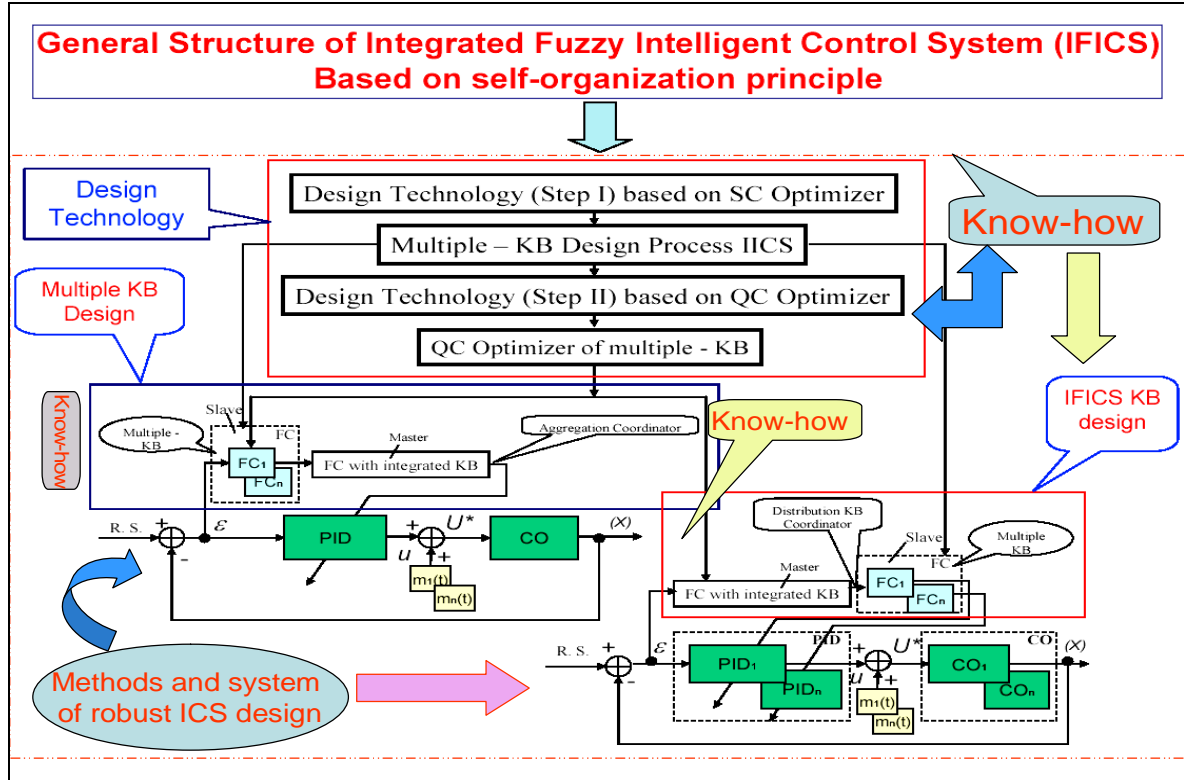 General Structure of Integrated Fuzzy Intelligent Control System (IFICS)
Based on self-organization principle
Design
Technology
Design Technology (Step I) based on SC Optimizer
Know-how
Multiple – KB Design Process IICS
Multiple KB
Design
Design Technology (Step II) based on QC Optimizer
QC Optimizer of multiple - KB
Know-how
Slave
FC
Multiple -
KB
FC1
FCn
Master
FC with integrated KB
Aggregation Coordinator
Know-how
IFICS KB
design
R. S.
+
-
ε
PID
+
u
+
U*
CO
(X)
m1(t)
mn(t)
Distribution KB
Coordinator
Slave
FC
Multiple
KB
Master
FC with integrated KB
FC1
FCn
R. S.
+
-
ε
PID
PID1
PIDn
+
u
+
U*
CO
CO1
COn
(X)
m1(t)
mn(t)
Methods and system
of robust ICS design